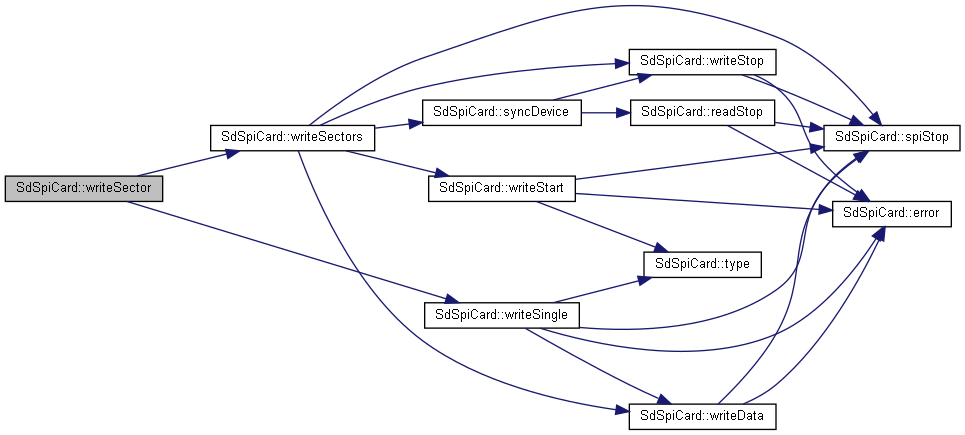 SdSpiCard::writeSector
SdSpiCard::writeSectors
SdSpiCard::writeStop
SdSpiCard::syncDevice
SdSpiCard::readStop
SdSpiCard::spiStop
SdSpiCard::writeStart
SdSpiCard::error
SdSpiCard::type
SdSpiCard::writeSingle
SdSpiCard::writeData